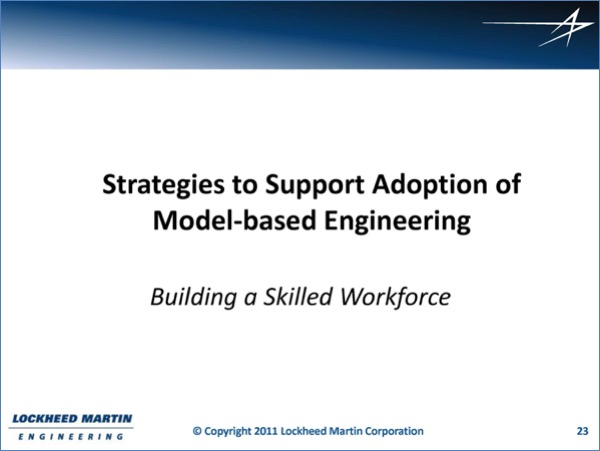 Strategies to Support Adoption of
Model-based Engineering
Building a Skilled Workforce
LOCKHEED MARTIN
ENGINEERING
© Copyright 2011 Lockheed Martin Corporation
23